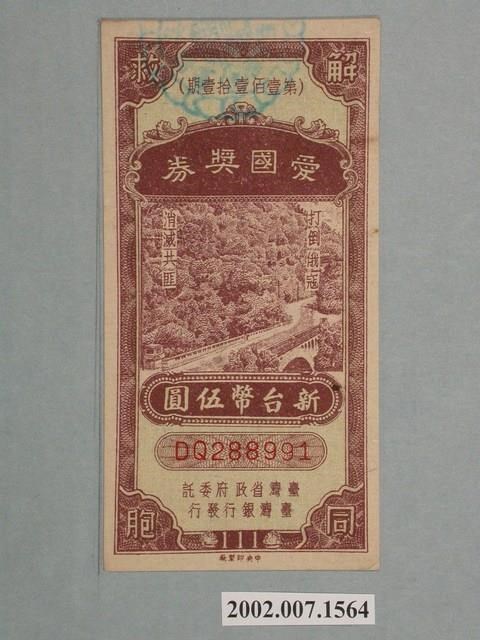 解救
(第壹佰壹拾壹期)
愛國獎券
打倒俄寇
消滅共匪
新台幣伍圓
DQ288991
臺灣省政府委託
臺灣銀行發行
同胞
111
中央印製廠
2002.007.1564